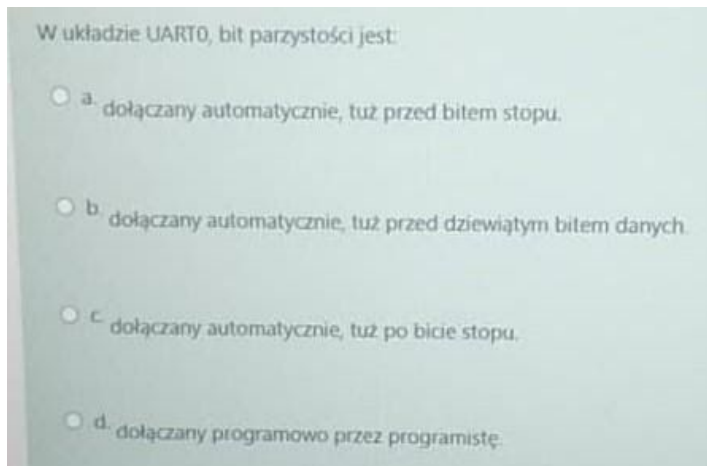 W układzie UART0, bit parzystości jest:
a. dołączany automatycznie, tuż przed bitem stopu.
b. dołączany automatycznie, tuż przed dziewiątym bitem danych.
c. dołączany automatycznie, tuż po bicie stopu.
d. dołączany programowo przez programistę.